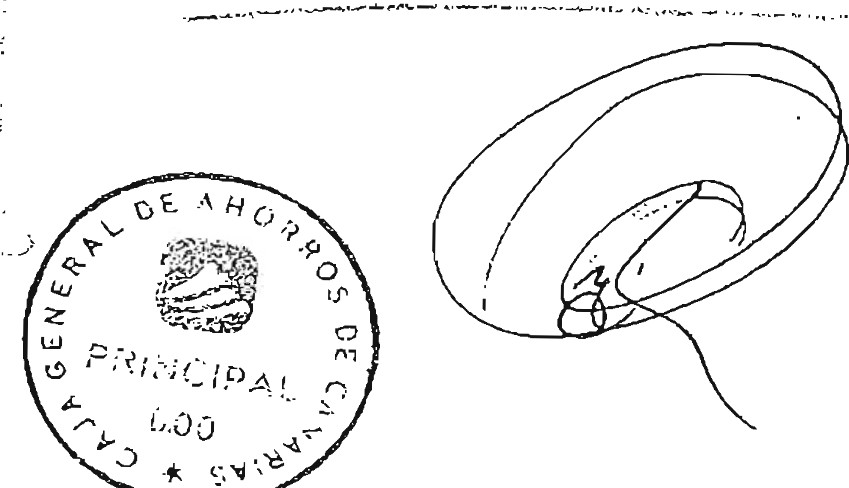 CAJA GENERAL DE AHORROS DE CANARIAS ★
PRINCIPAL